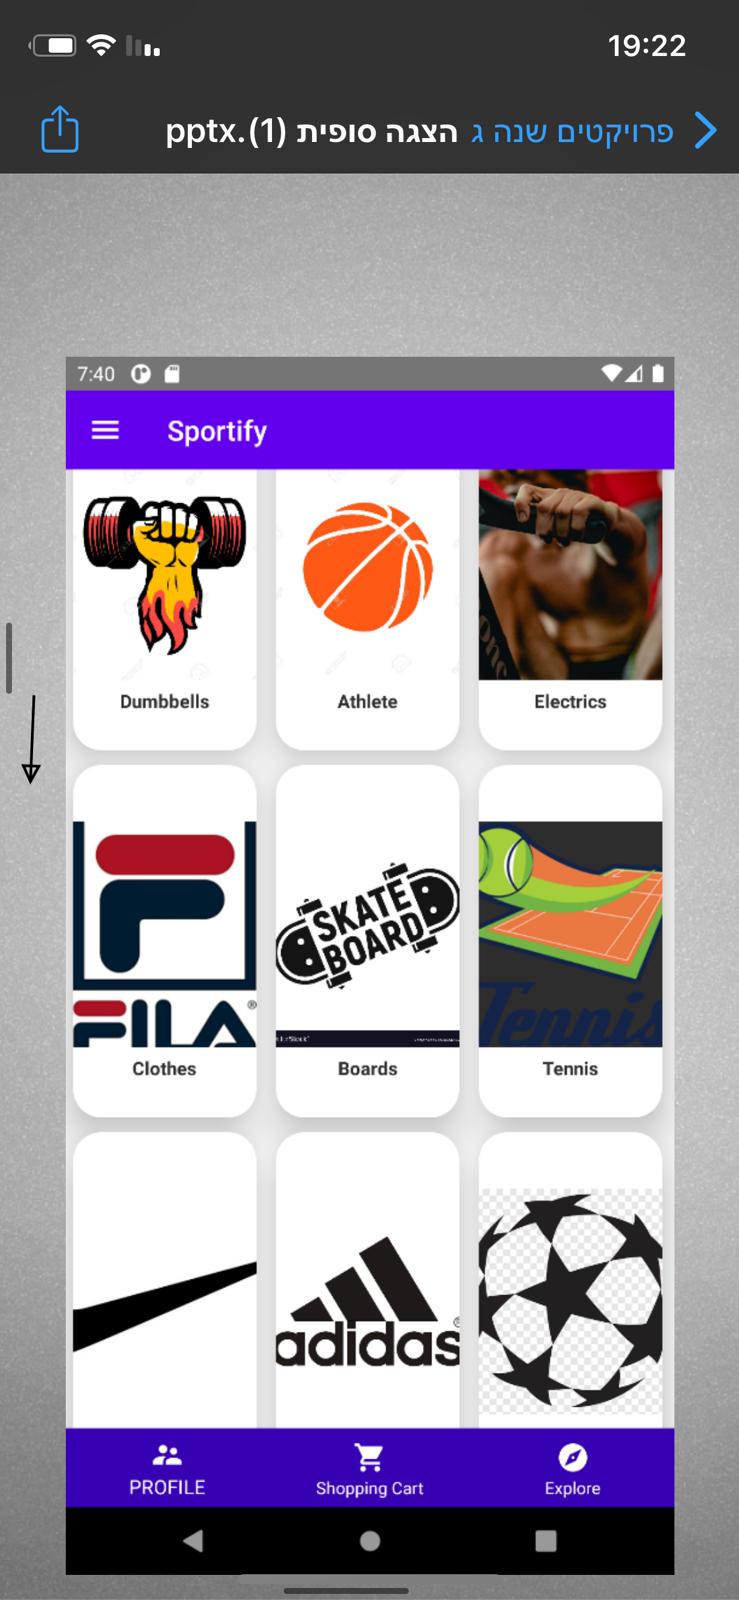 19:22
פרויקטים שנה ג הצגה סופית (1).pptx
7:40
Sportify
Dumbbells
Athlete
Electrics
FILA®
SKATE
BOARD
Tennis
Clothes
Boards
Tennis
adidas
PROFILE
Shopping Cart
Explore